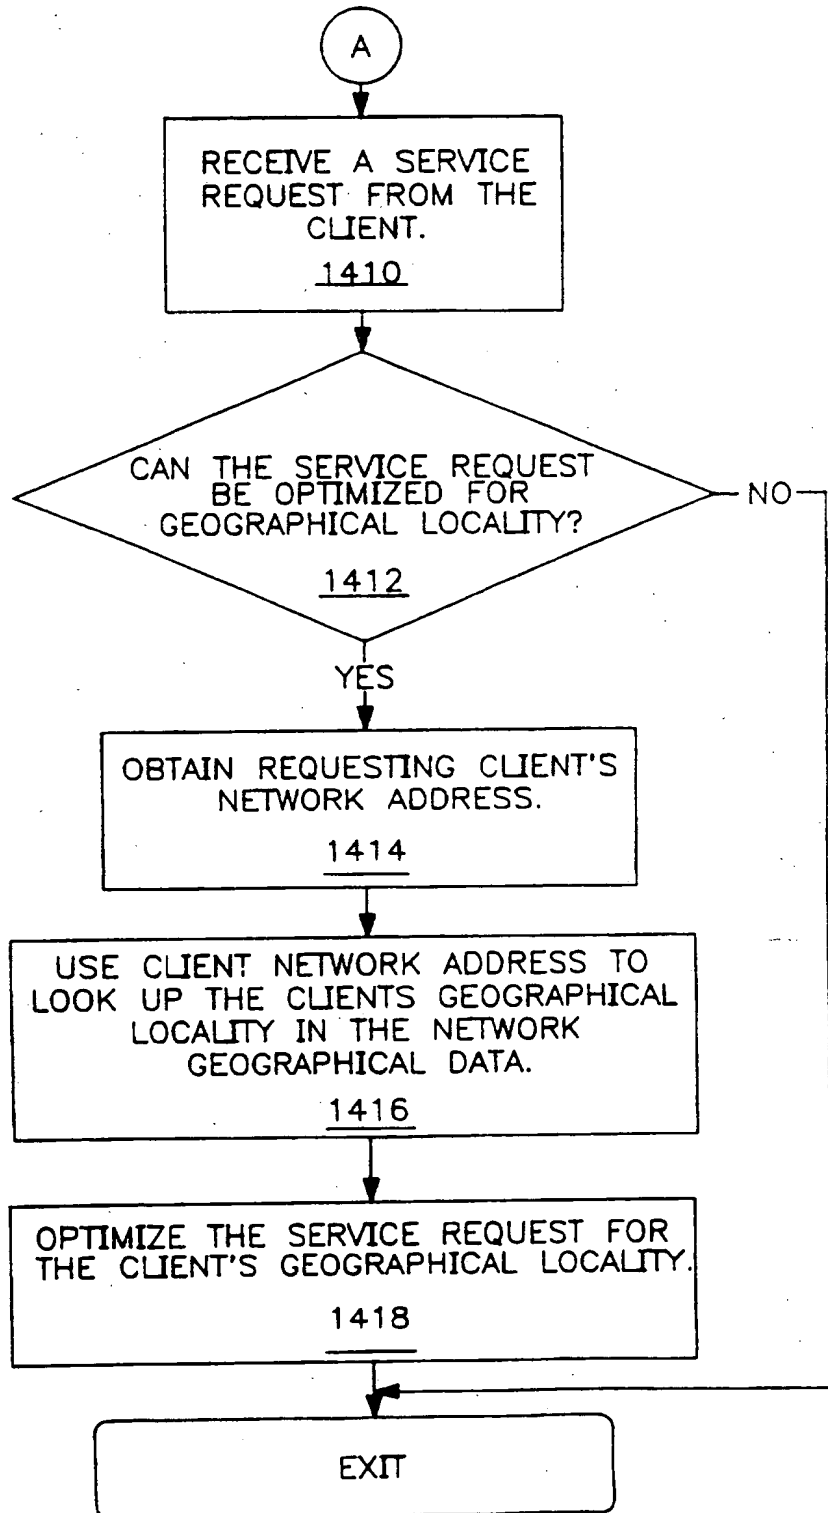 A
RECEIVE A SERVICE
REQUEST FROM THE
CLIENT.
1410
CAN THE SERVICE REQUEST
BE OPTIMIZED FOR
GEOGRAPHICAL LOCALITY?
1412
NO
YES
OBTAIN REQUESTING CLIENT'S
NETWORK ADDRESS.
1414
USE CLIENT NETWORK ADDRESS TO
LOOK UP THE CLIENTS GEOGRAPHICAL
LOCALITY IN THE NETWORK
GEOGRAPHICAL DATA.
1416
OPTIMIZE THE SERVICE REQUEST FOR
THE CLIENT'S GEOGRAPHICAL LOCALITY.
1418
EXIT